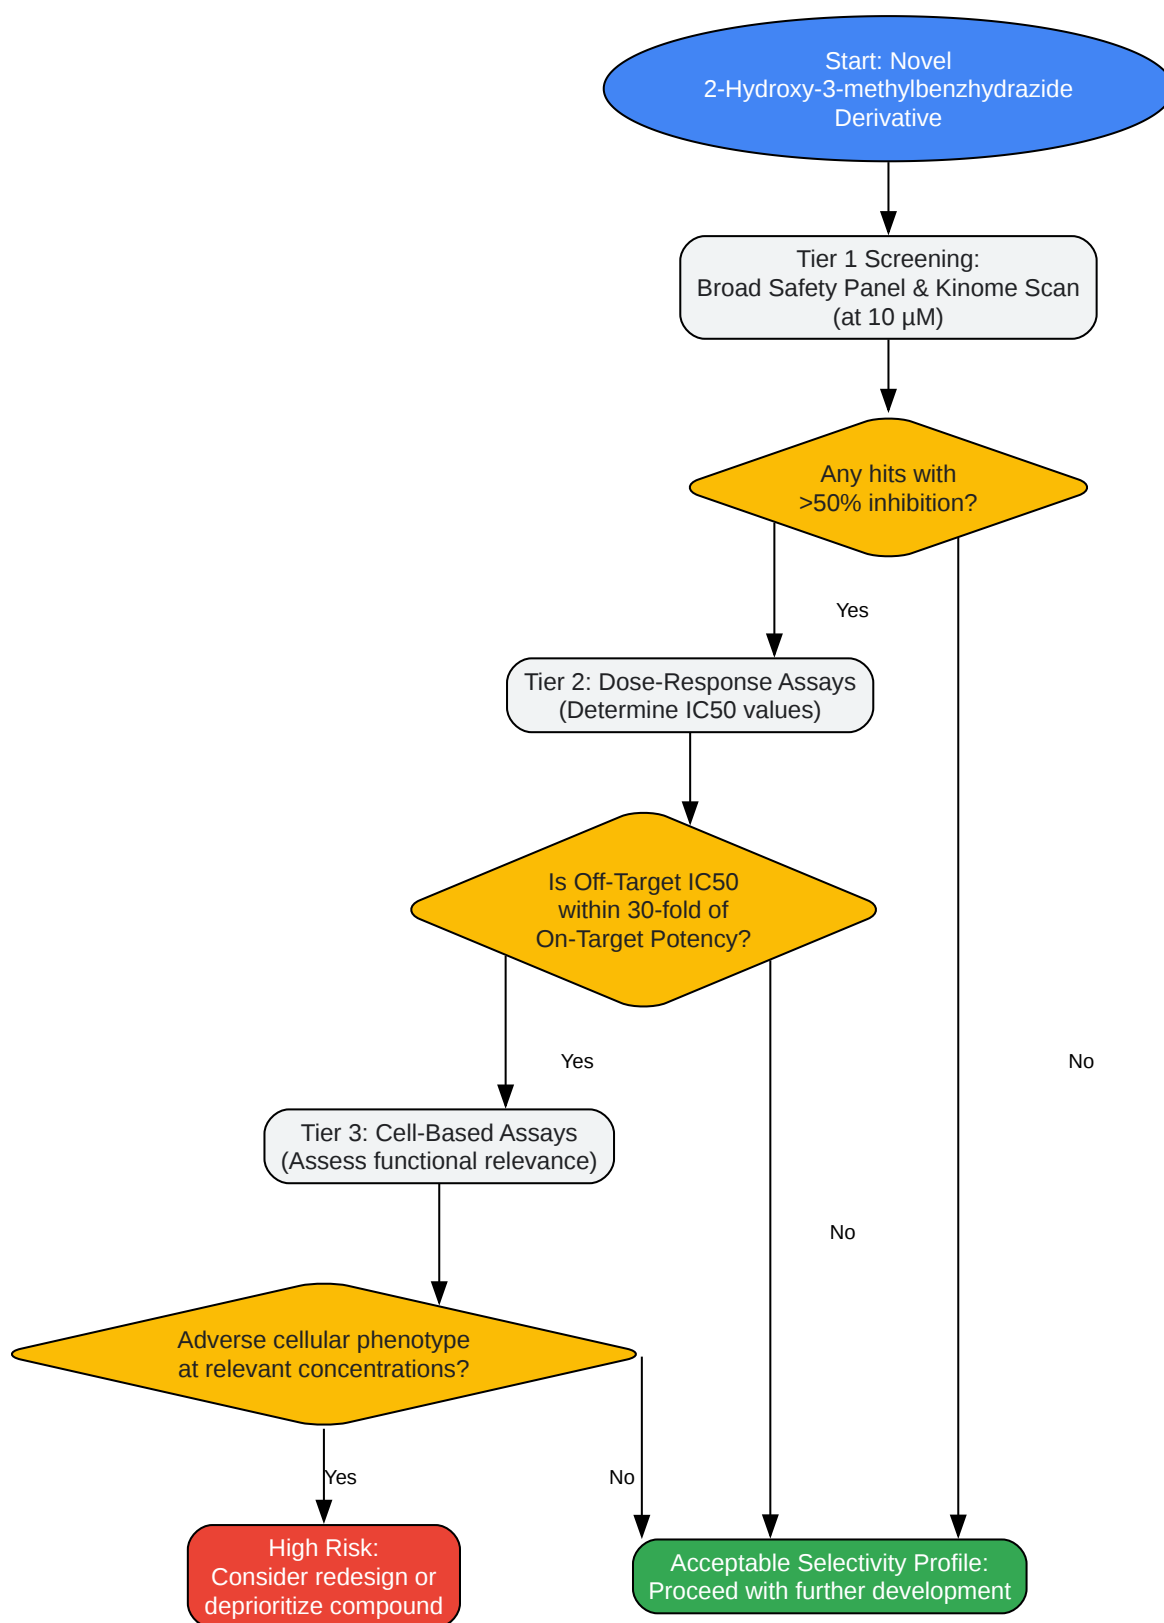 Start: Novel
2-Hydroxy-3-methylbenzhydrazide
Derivative
Tier 1 Screening:
Broad Safety Panel & Kinome Scan
(at 10 µM)
Any hits with
>50% inhibition?
Yes
Tier 2: Dose-Response Assays
(Determine IC50 values)
Is Off-Target IC50
within 30-fold of
On-Target Potency?
Yes
No
Tier 3: Cell-Based Assays
(Assess functional relevance)
No
Adverse cellular phenotype
at relevant concentrations?
Yes
No
High Risk:
Consider redesign or
deprioritize compound
Acceptable Selectivity Profile:
Proceed with further development